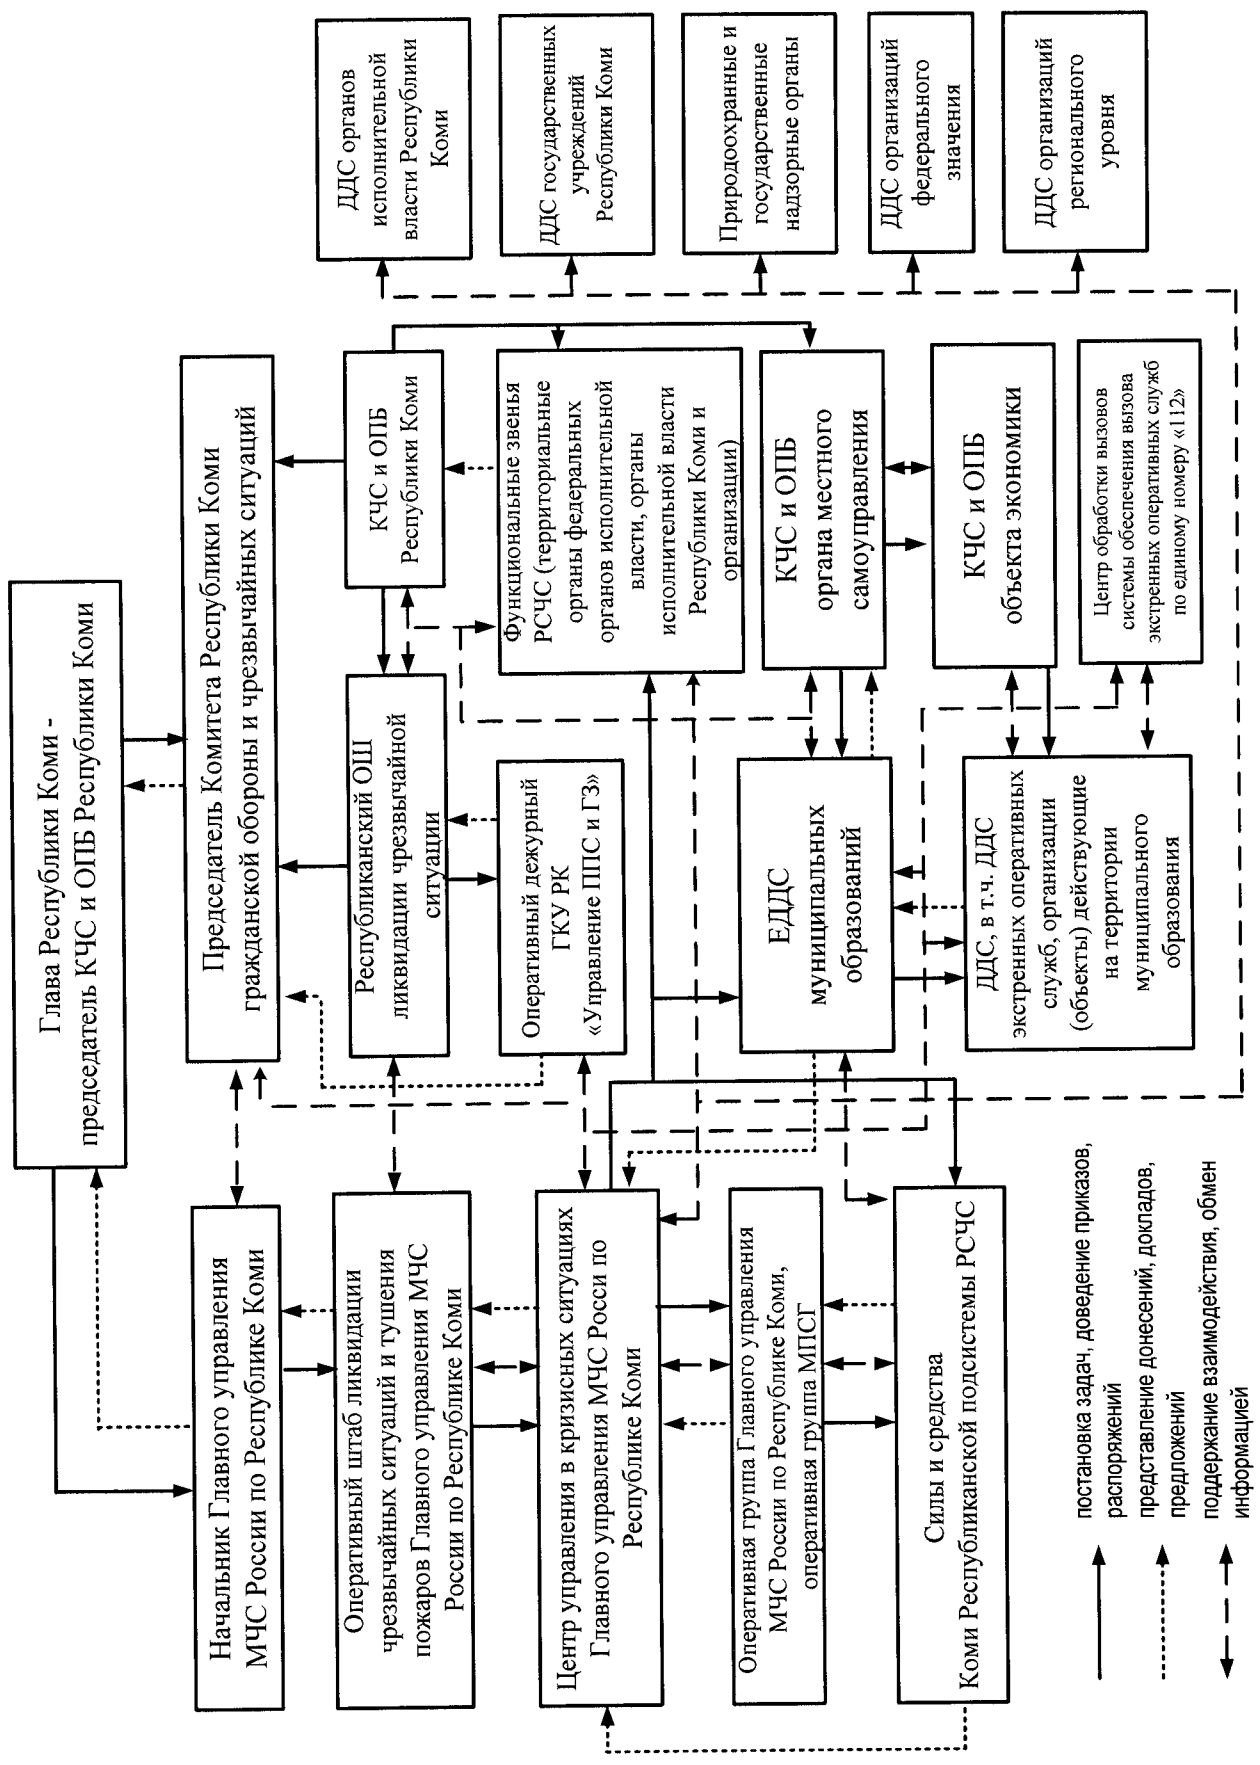 Глава Республики Коми -
председатель КЧС и ОПБ Республики Коми
Начальник Главного управления
МЧС России по Республике Коми
Председатель Комитета Республики Коми
гражданской обороны и чрезвычайных ситуаций
Оперативный штаб ликвидации
чрезвычайных ситуаций и тушения
пожаров Главного управления МЧС
России по Республике Коми
Республиканский ОШ
ликвидации чрезвычайной
ситуации
КЧС и ОПБ
Республики Коми
ДДС органов
исполнительной
власти Республики
Коми
Центр управления в кризисных ситуациях
Главного управления МЧС Росси по
Республике Коми
Оперативный дежурный
ГКУ РК
«Управление ППС и ГЗ»
Функциональные звенья
РСЧС (территориальные
органы федеральных
органов исполнительной
власти, органы
исполнительной власти
Республики Коми и
организации)
ДДС государственных
учреждений
Республики Коми
Оперативная группа Главного управления
МЧС России по Республике Коми,
оперативная группа МПСГ
ЕДДС
муниципальных
образований
КЧС и ОПБ
органа местного
самоуправления
Природоохранные и
государственные
надзорные органы
Силы и средства
Коми Республиканской подсистемы РСЧС
ДДС, в т.ч. ДДС
экстренных оперативных
служб, организации
(объекты) действующие
на территории
муниципального
образования
КЧС и ОПБ
объекта экономики
ДДС организаций
федерального
значения
Центр обработки вызовов
системы обеспечения вызова
экстренных оперативных служб
по единому номеру «112»
ДДС организаций
регионального
уровня
постановка задач, доведение приказов,
распоряжений
представление донесений, докладов,
предложений
поддержание взаимодействия, обмен
информацией